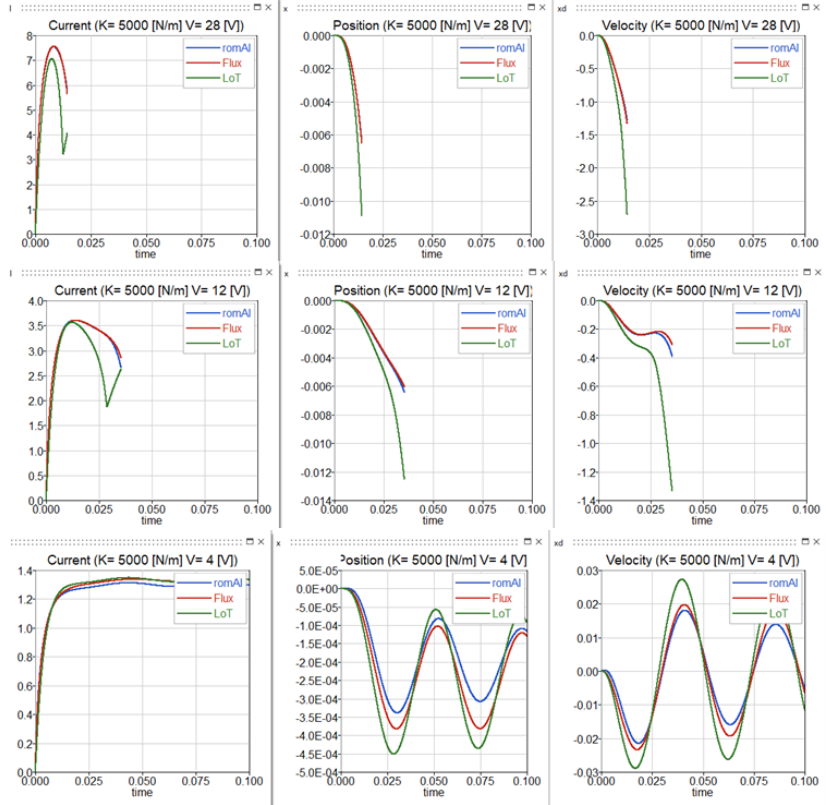 I
x
xd
Current (K= 5000 [N/m] V= 28 [V])
8
7
6
5
4
3
2
1
0
0.000 0.025 0.050 0.075 0.100
time
romAI
Flux
LoT
Position (K= 5000 [N/m] V= 28 [V])
-0.000
-0.002
-0.004
-0.006
-0.008
-0.010
-0.012
0.000 0.025 0.050 0.075 0.100
time
romAI
Flux
LoT
Velocity (K= 5000 [N/m] V= 28 [V])
-0.0
-0.5
-1.0
-1.5
-2.0
-2.5
-3.0
0.000 0.025 0.050 0.075 0.100
time
romAI
Flux
LoT
I
x
xd
Current (K= 5000 [N/m] V= 12 [V])
4.0
3.5
3.0
2.5
2.0
1.5
1.0
0.5
0.0
0.000 0.025 0.050 0.075 0.100
time
romAI
Flux
LoT
Position (K= 5000 [N/m] V= 12 [V])
0.000
-0.002
-0.004
-0.006
-0.008
-0.010
-0.012
-0.014
0.000 0.025 0.050 0.075 0.100
time
romAI
Flux
LoT
Velocity (K= 5000 [N/m] V= 12 [V])
0.0
-0.2
-0.4
-0.6
-0.8
-1.0
-1.2
-1.4
0.000 0.025 0.050 0.075 0.100
time
romAI
Flux
LoT
I
x
xd
Current (K= 5000 [N/m] V= 4 [V])
1.4
1.2
1.0
0.8
0.6
0.4
0.2
0.0
0.000 0.025 0.050 0.075 0.100
time
romAI
Flux
LoT
Position (K= 5000 [N/m] V= 4 [V])
5.0E-05
0.0E+00
-5.0E-05
-1.0E-04
-1.5E-04
-2.0E-04
-2.5E-04
-3.0E-04
-3.5E-04
-4.0E-04
-4.5E-04
-5.0E-04
0.000 0.025 0.050 0.075 0.100
time
romAI
Flux
LoT
Velocity (K= 5000 [N/m] V= 4 [V])
0.03
0.02
0.01
0.00
-0.01
-0.02
-0.03
0.000 0.025 0.050 0.075 0.100
time
romAI
Flux
LoT